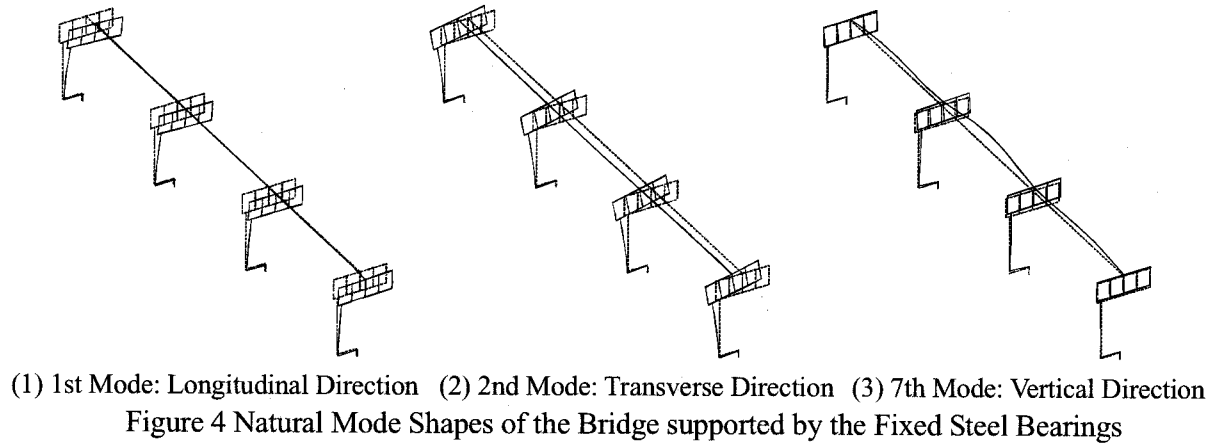 (1) 1st Mode: Longitudinal Direction (2) 2nd Mode: Transverse Direction (3) 7th Mode: Vertical Direction
Figure 4 Natural Mode Shapes of the Bridge supported by the Fixed Steel Bearings